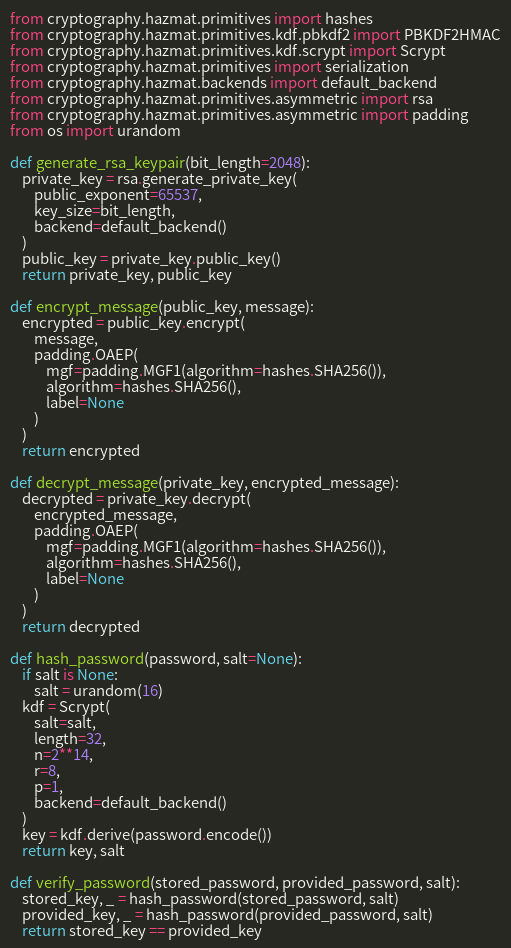 from cryptography.hazmat.primitives import hashes
from cryptography.hazmat.primitives.kdf.pbkdf2 import PBKDF2HMAC
from cryptography.hazmat.primitives.kdf.scrypt import Scrypt
from cryptography.hazmat.primitives import serialization
from cryptography.hazmat.backends import default_backend
from cryptography.hazmat.primitives.asymmetric import rsa
from cryptography.hazmat.primitives.asymmetric import padding
from os import urandom

def generate_rsa_keypair(bit_length=2048):
    private_key = rsa.generate_private_key(
        public_exponent=65537,
        key_size=bit_length,
        backend=default_backend()
    )
    public_key = private_key.public_key()
    return private_key, public_key

def encrypt_message(public_key, message):
    encrypted = public_key.encrypt(
        message,
        padding.OAEP(
            mgf=padding.MGF1(algorithm=hashes.SHA256()),
            algorithm=hashes.SHA256(),
            label=None
        )
    )
    return encrypted

def decrypt_message(private_key, encrypted_message):
    decrypted = private_key.decrypt(
        encrypted_message,
        padding.OAEP(
            mgf=padding.MGF1(algorithm=hashes.SHA256()),
            algorithm=hashes.SHA256(),
            label=None
        )
    )
    return decrypted

def hash_password(password, salt=None):
    if salt is None:
        salt = urandom(16)
    kdf = Scrypt(
        salt=salt,
        length=32,
        n=2**14,
        r=8,
        p=1,
        backend=default_backend()
    )
    key = kdf.derive(password.encode())
    return key, salt

def verify_password(stored_password, provided_password, salt):
    stored_key, _ = hash_password(stored_password, salt)
    provided_key, _ = hash_password(provided_password, salt)
    return stored_key == provided_key